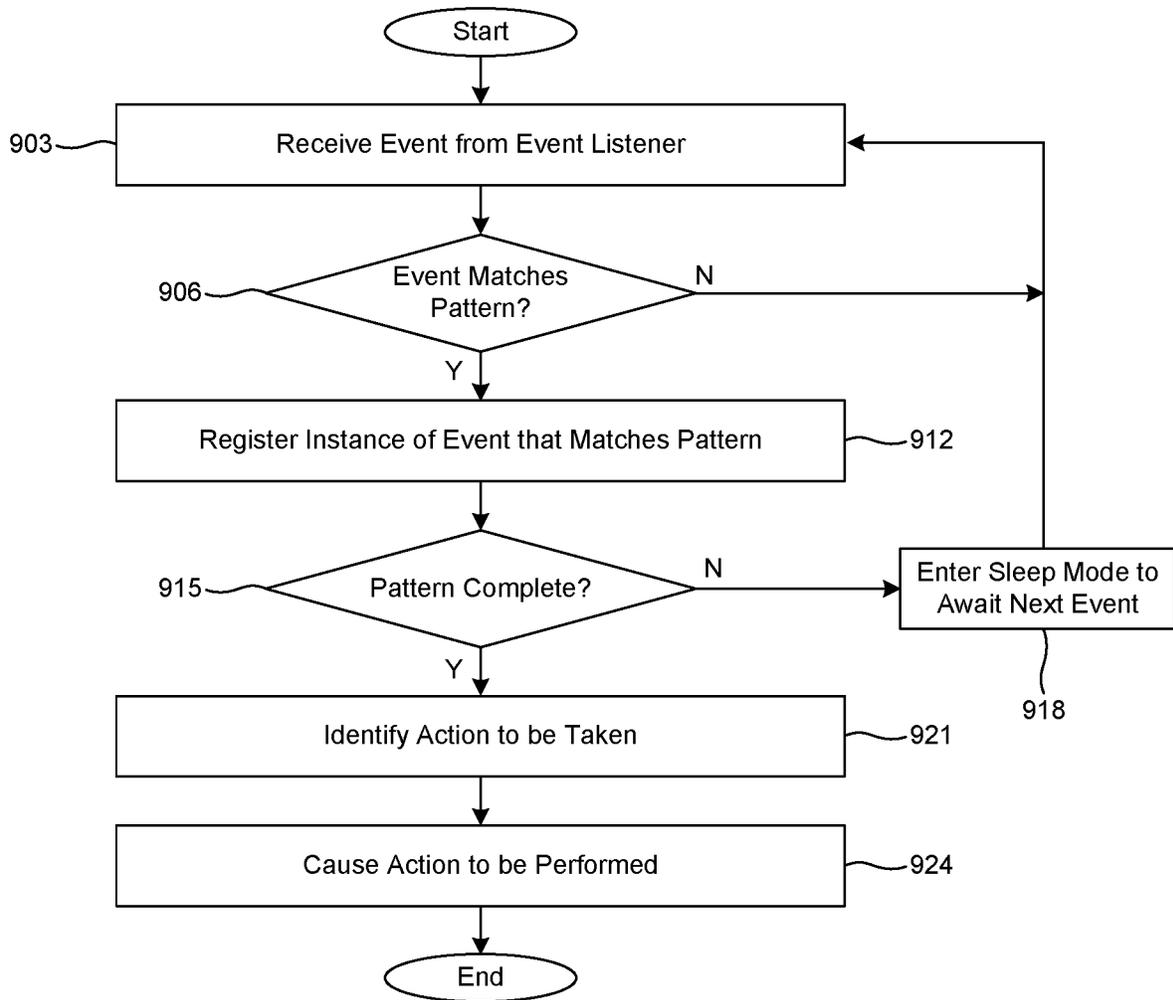 Start
903
Receive Event from Event Listener
906
Event Matches
Pattern?
N
Y
Register Instance of Event that Matches Pattern
912
915
Pattern Complete?
N
Enter Sleep Mode to
Await Next Event
Y
918
Identify Action to be Taken
921
Cause Action to be Performed
924
End